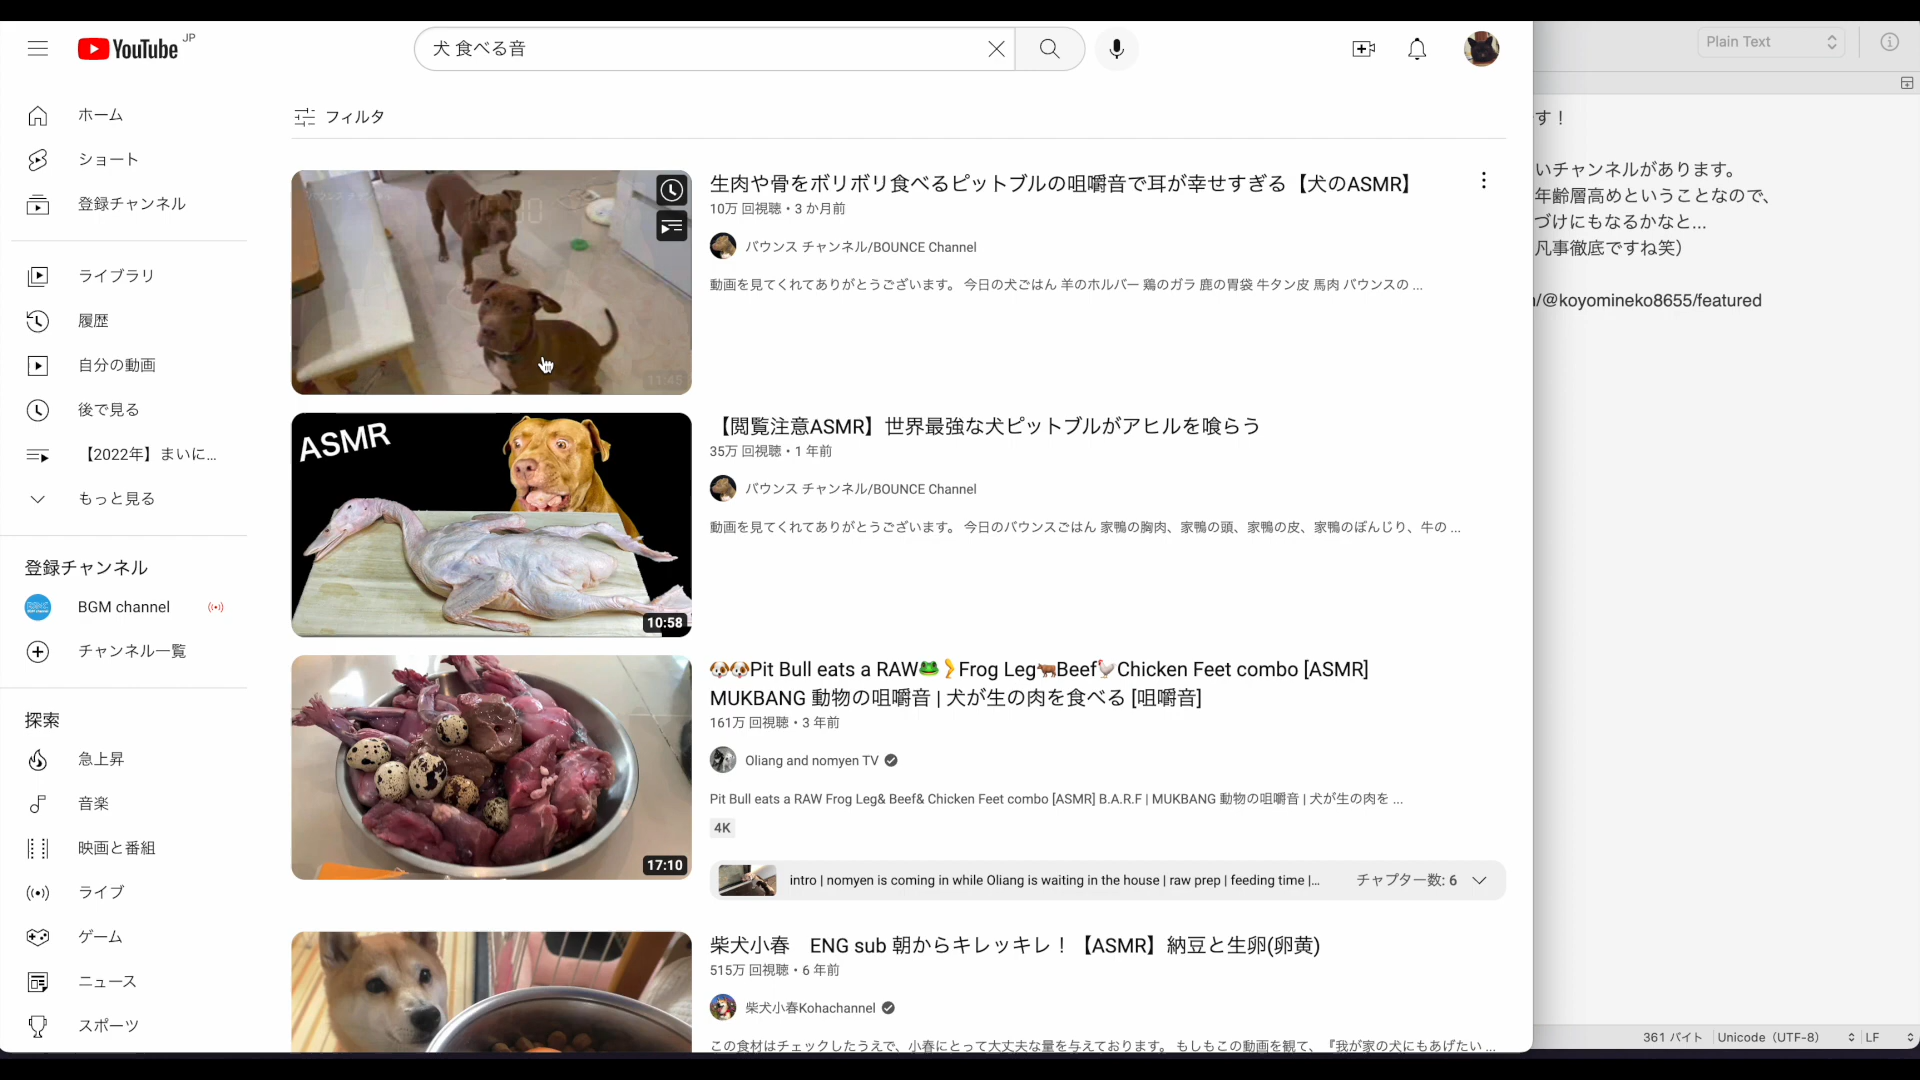 YouTube JP
犬 食べる音
ホーム
ショート
登録チャンネル
ライブラリ
履歴
自分の動画
後で見る
【2022年】まいに...
もっと見る
登録チャンネル
BGM channel
チャンネル一覧
探索
急上昇
音楽
映画と番組
ライブ
ゲーム
ニュース
スポーツ
フィルタ
11:45
生肉や骨をボリボリ食べるピットブルの咀嚼音で耳が幸せすぎる【犬のASMR】
10万 回視聴・3 か月前
バウンス チャンネル/BOUNCE Channel
動画を見てくれてありがとうございます。 今日の犬ごはん 羊のホルバー 鶏のガラ 鹿の胃袋 牛タン皮 馬肉 バウンスの ...
ASMR
10:58
【閲覧注意ASMR】世界最強な犬ピットブルがアヒルを喰らう
35万 回視聴・1 年前
バウンス チャンネル/BOUNCE Channel
動画を見てくれてありがとうございます。 今日のバウンスごはん 家鴨の胸肉、家鴨の頭、家鴨の皮、家鴨のぼんじり、牛の ...
17:10
🐶🐶Pit Bull eats a RAW🐸🦵Frog Leg🐂Beef🐓Chicken Feet combo [ASMR]
MUKBANG 動物の咀嚼音 | 犬が生の肉を食べる [咀嚼音]
161万 回視聴・3 年前
Oliang and nomyen TV
Pit Bull eats a RAW Frog Leg& Beef& Chicken Feet combo [ASMR] B.A.R.F | MUKBANG 動物の咀嚼音 | 犬が生の肉を ...
4K
intro | nomyen is coming in while Oliang is waiting in the house | raw prep | feeding time |...
チャプター数: 6
柴犬小春 ENG sub 朝からキレッキレ！【ASMR】納豆と生卵(卵黄)
515万 回視聴・6 年前
柴犬小春Kohachannel
この食材はチェックしたうえで、小春にとって大丈夫な量を与えております。 もしもこの動画を観て、『我が家の犬にもあげたい ...
Plain Text
す！
いチャンネルがあります。
年齢層高めということなので、
づけにもなるかなと...
凡事徹底ですね笑）
/@koyomineko8655/featured
361 バイト
Unicode（UTF-8）
LF